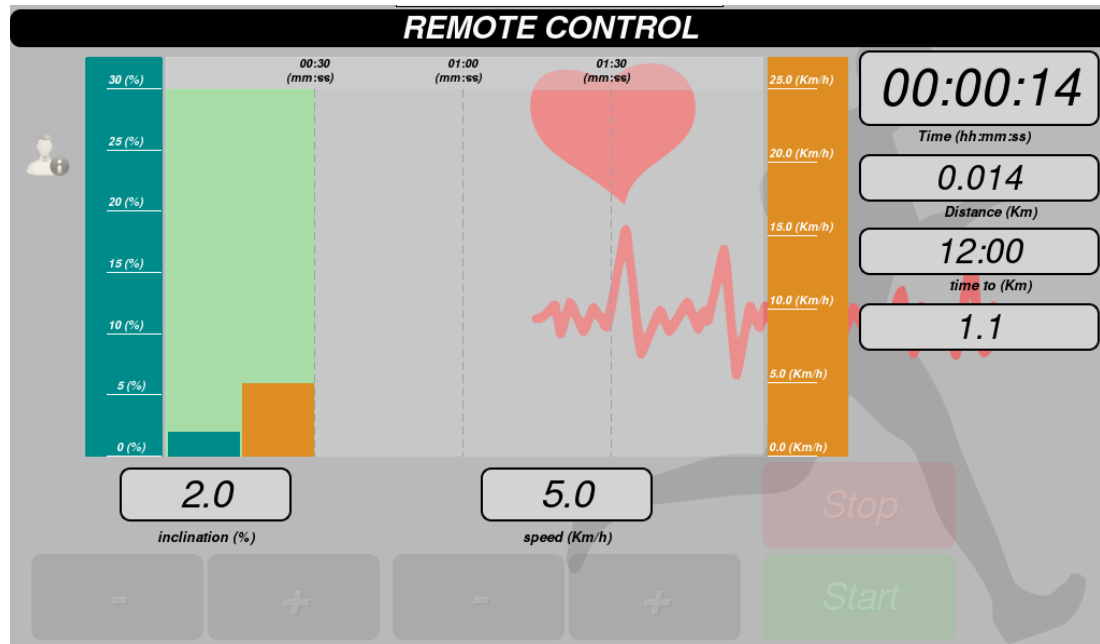 REMOTE CONTROL
00:30
(mm:ss)
01:00
(mm:ss)
01:30
(mm:ss)
30 (%)
25 (%)
20 (%)
15 (%)
10 (%)
5 (%)
0 (%)
25.0 (Km/h)
20.0 (Km/h)
15.0 (Km/h)
10.0 (Km/h)
5.0 (Km/h)
0.0 (Km/h)
00:00:14
Time (hh:mm:ss)
0.014
Distance (Km)
12:00
time to (Km)
1.1
2.0
inclination (%)
5.0
speed (Km/h)
Stop
- + - +
Start